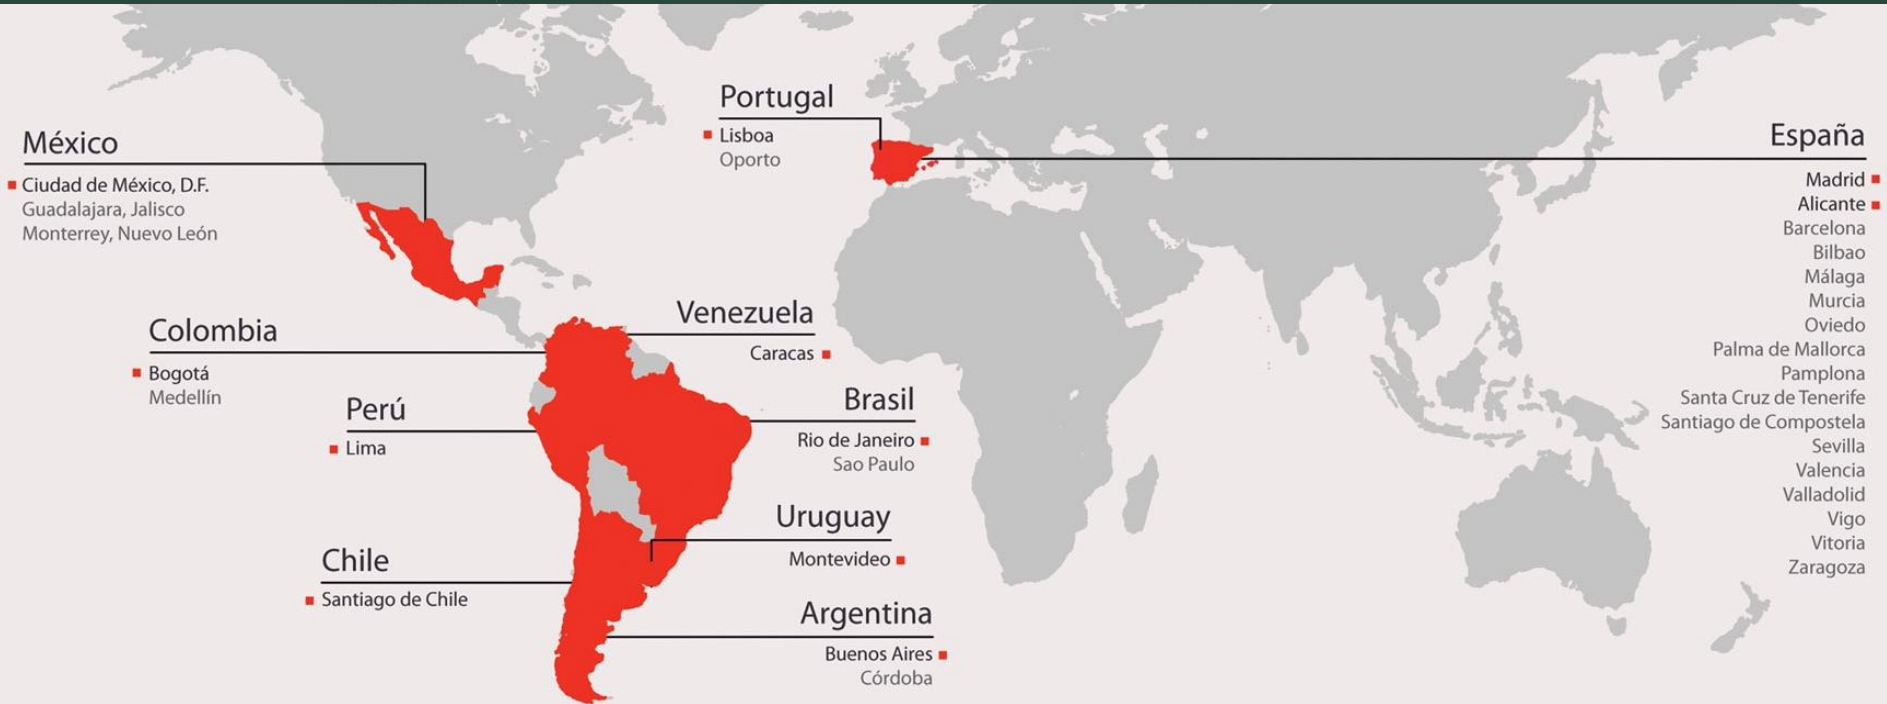 México
Ciudad de México, D.F.
Guadalajara, Jalisco
Monterrey, Nuevo León
Colombia
Bogotá
Medellín
Perú
Lima
Chile
Santiago de Chile
Portugal
Lisboa
Oporto
Venezuela
Caracas
Brasil
Rio de Janeiro
Sao Paulo
Uruguay
Montevideo
Argentina
Buenos Aires
Córdoba
España
Madrid
Alicante
Barcelona
Bilbao
Málaga
Murcia
Oviedo
Palma de Mallorca
Pamplona
Santa Cruz de Tenerife
Santiago de Compostela
Sevilla
Valencia
Valladolid
Vigo
Vitoria
Zaragoza